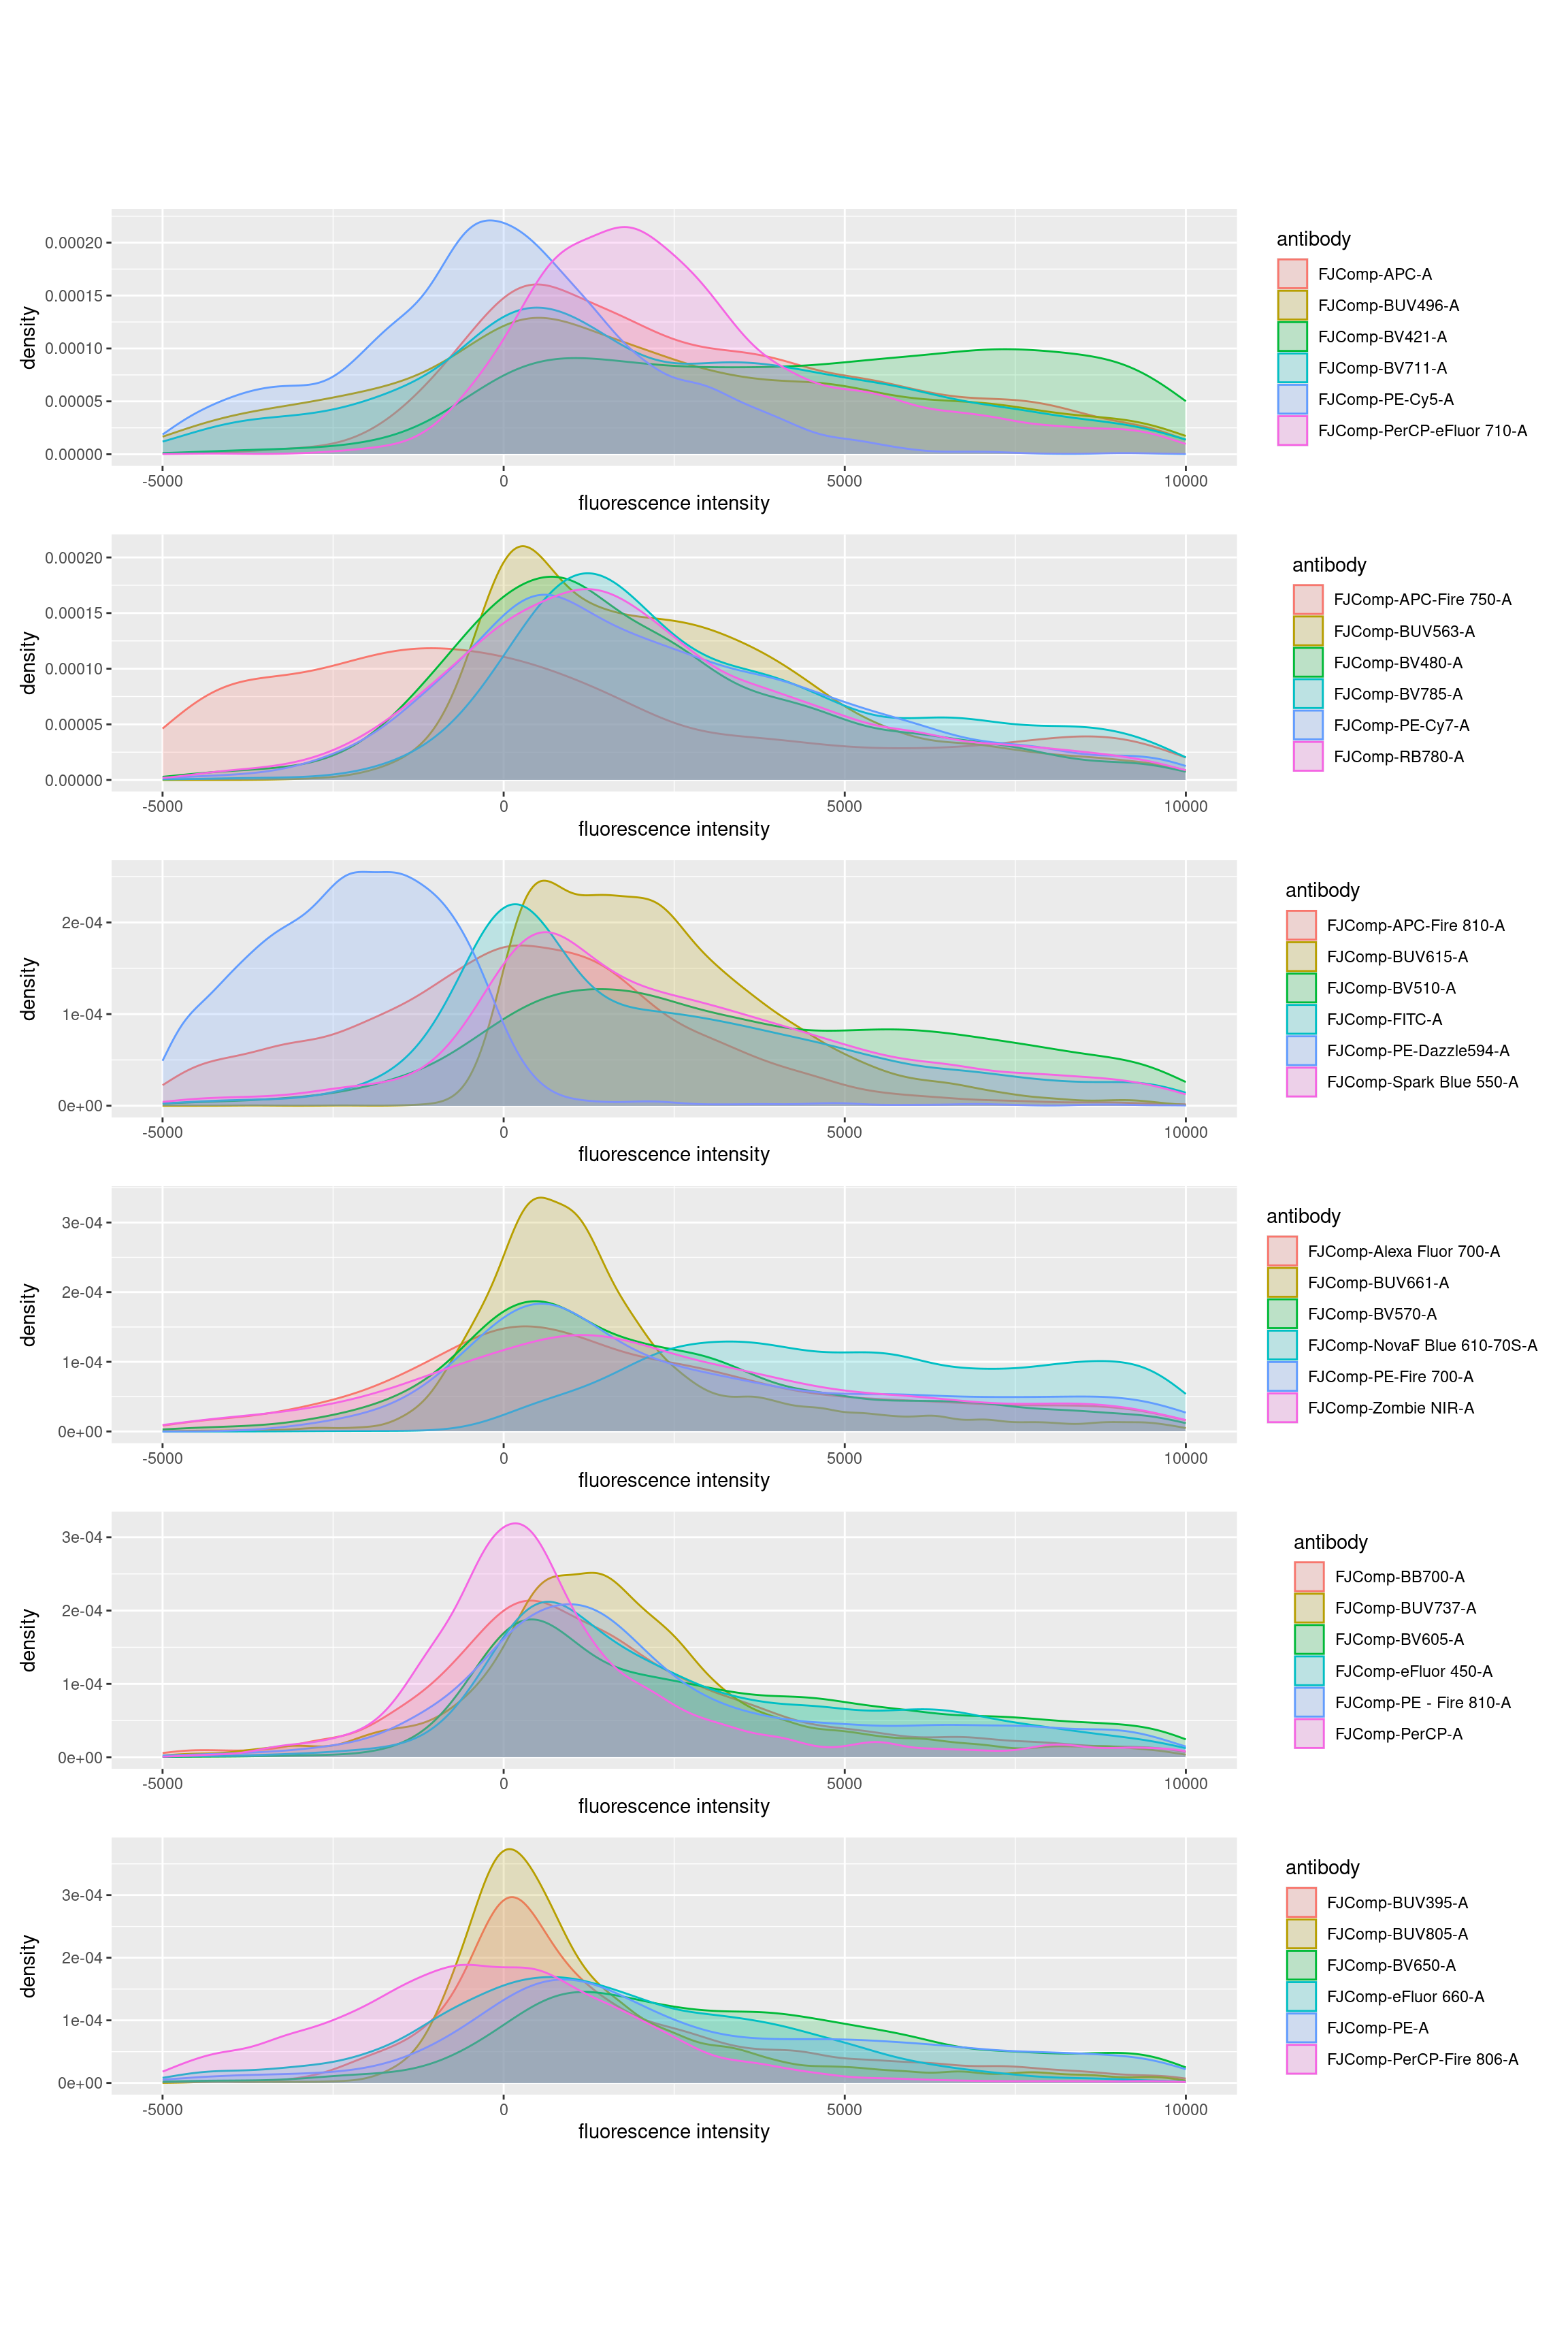 antibody
0.00020
0.00015
0.00010
0.00005
0.00000
density
FJComp-APC-A
FJComp-BUV496-A
FJComp-BV421-A
FJComp-BV711-A
FJComp-PE-Cy5-A
FJComp-PerCP-eFluor 710-A
-5000 0 5000 10000
fluorescence intensity
antibody
0.00020
0.00015
0.00010
0.00005
0.00000
density
FJComp-APC-Fire 750-A
FJComp-BUV563-A
FJComp-BV480-A
FJComp-BV785-A
FJComp-PE-Cy7-A
FJComp-RB780-A
-5000 0 5000 10000
fluorescence intensity
antibody
2e-04
1e-04
0e+00
density
FJComp-APC-Fire 810-A
FJComp-BUV615-A
FJComp-BV510-A
FJComp-FITC-A
FJComp-PE-Dazzle594-A
FJComp-Spark Blue 550-A
-5000 0 5000 10000
fluorescence intensity
antibody
3e-04
2e-04
1e-04
0e+00
density
FJComp-Alexa Fluor 700-A
FJComp-BUV661-A
FJComp-BV570-A
FJComp-NovaF Blue 610-70S-A
FJComp-PE-Fire 700-A
FJComp-Zombie NIR-A
-5000 0 5000 10000
fluorescence intensity
antibody
3e-04
2e-04
1e-04
0e+00
density
FJComp-BB700-A
FJComp-BUV737-A
FJComp-BV605-A
FJComp-eFluor 450-A
FJComp-PE - Fire 810-A
FJComp-PerCP-A
-5000 0 5000 10000
fluorescence intensity
antibody
3e-04
2e-04
1e-04
0e+00
density
FJComp-BUV395-A
FJComp-BUV805-A
FJComp-BV650-A
FJComp-eFluor 660-A
FJComp-PE-A
FJComp-PerCP-Fire 806-A
-5000 0 5000 10000
fluorescence intensity